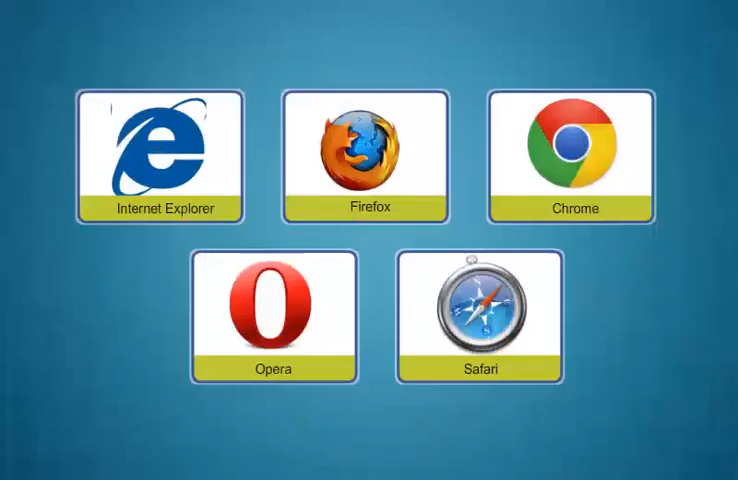 Internet Explorer
Firefox
Chrome
Opera
Safari